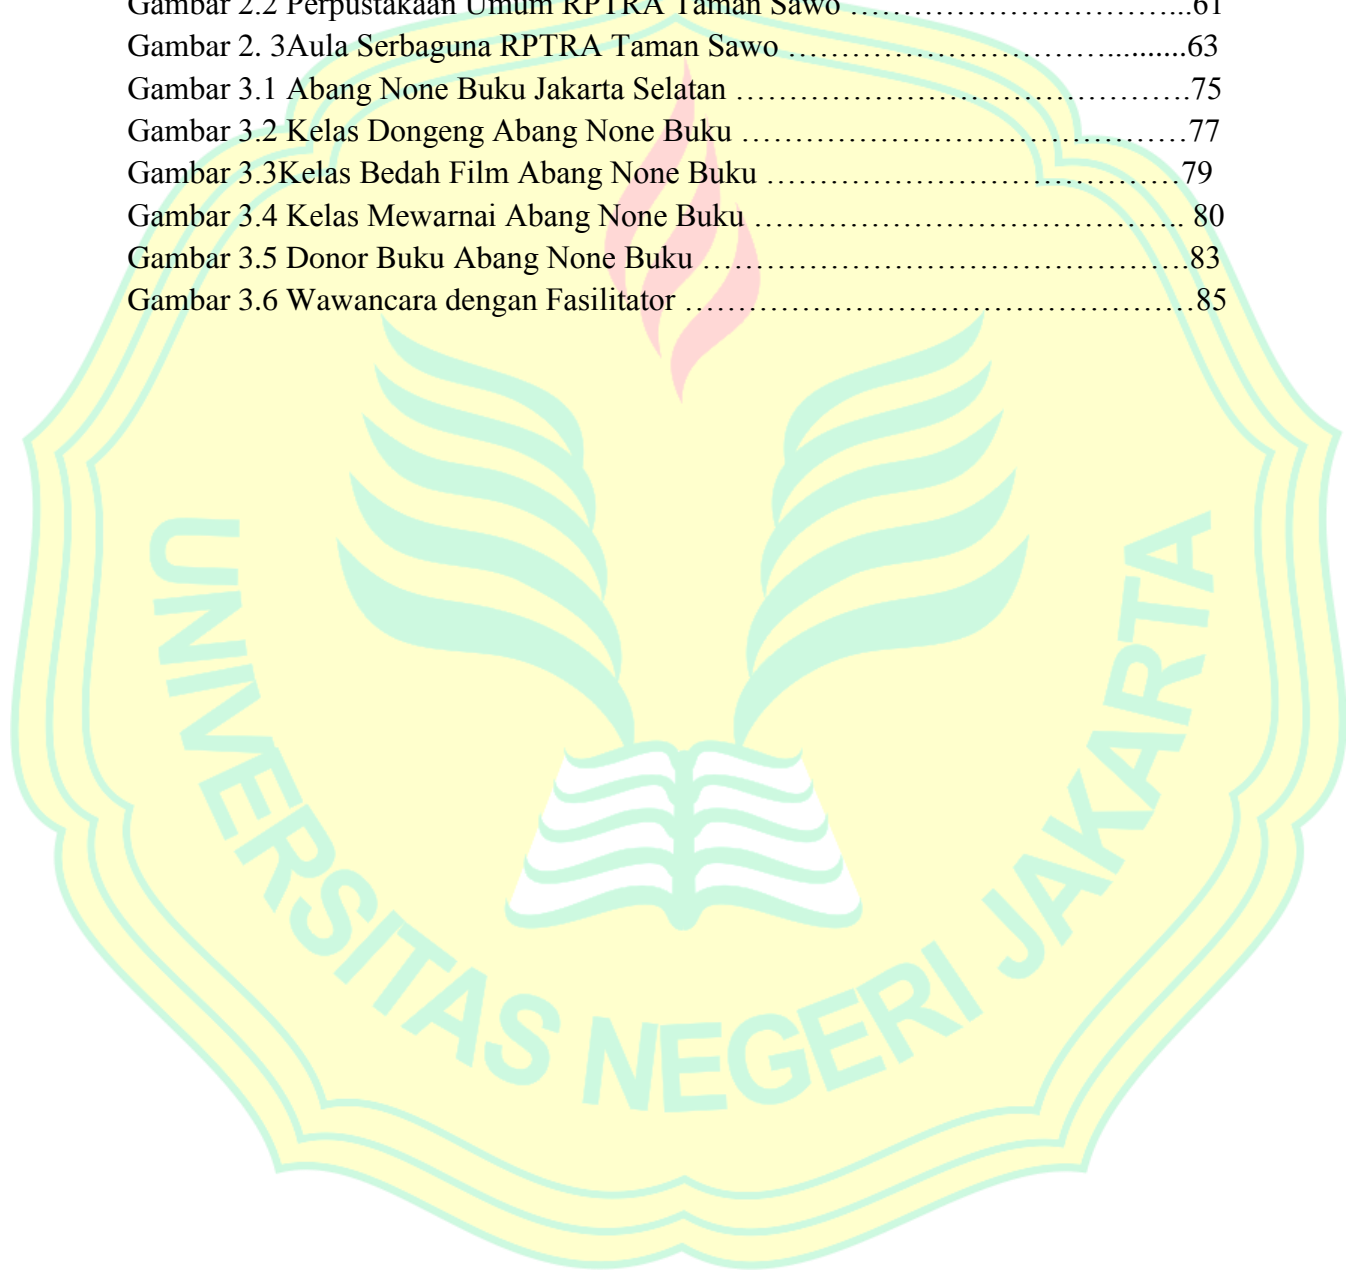 Gambar 2.2 Perpustakaan Umum RPTRA Taman Sawo …………………………………...61
Gambar 2. 3Aula Serbaguna RPTRA Taman Sawo ………………………………..........63
Gambar 3.1 Abang None Buku Jakarta Selatan …………………………………………….75
Gambar 3.2 Kelas Dongeng Abang None Buku ……………………………………………77
Gambar 3.3Kelas Bedah Film Abang None Buku …………………………………………79
Gambar 3.4 Kelas Mewarnai Abang None Buku ………………………………………….. 80
Gambar 3.5 Donor Buku Abang None Buku ……………………………………………….83
Gambar 3.6 Wawancara dengan Fasilitator …………………………………………………85
UNIVERSITAS NEGERI JAKARTA